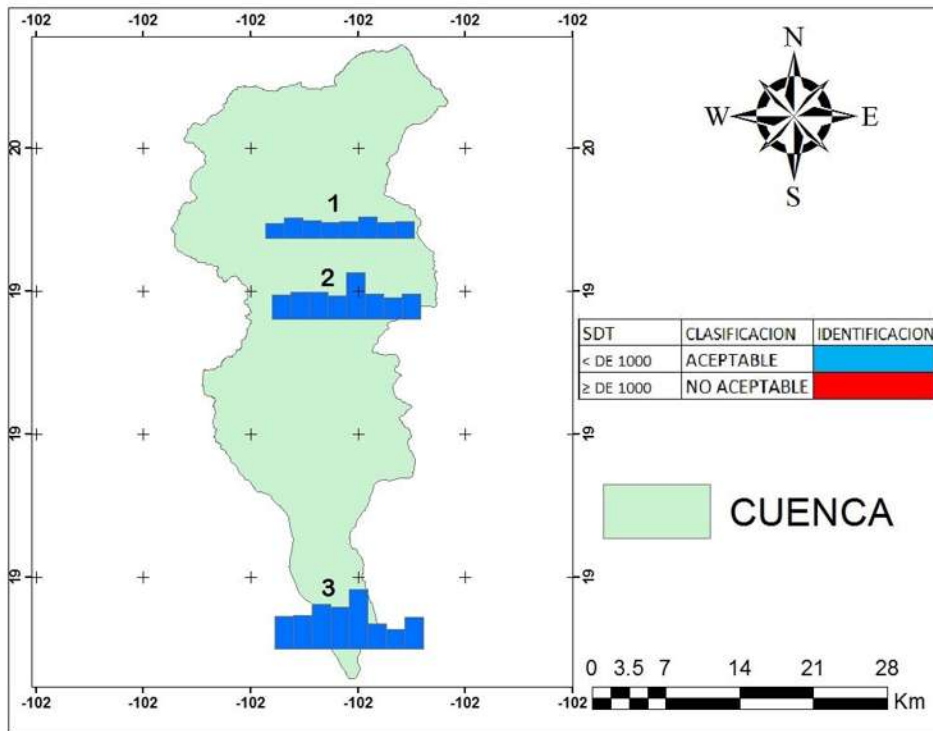 -102 -102 -102 -102 -102 -102
N
W E
S
20 20
1
2
19 19
SDT CLASIFICACION IDENTIFICACION
< DE 1000 ACEPTABLE
≥ DE 1000 NO ACEPTABLE
19 19
CUENCA
19 19
3
0 3.5 7 14 21 28
Km
-102 -102 -102 -102 -102 -102